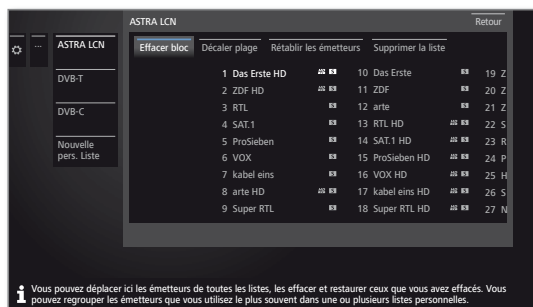 ASTRA LCN Retour
... ASTRA LCN
DVB-T
DVB-C
Nouvelle
pers. Liste
Effacer bloc Décaler plage Rétablir les émetteurs Supprimer la liste
1 Das Erste HD 10 Das Erste 19 Z
2 ZDF HD 11 ZDF 20 Z
3 RTL 12 arte 21 Z
4 SAT.1 13 RTL HD 22 S
5 ProSieben 14 SAT.1 HD 23 R
6 VOX 15 ProSieben HD 24 P
7 kabel eins 16 VOX HD 25 H
8 arte HD 17 kabel eins HD 26 S
9 Super RTL 18 Super RTL HD 27 N
Vous pouvez déplacer ici les émetteurs de toutes les listes, les effacer et restaurer ceux que vous avez effacés. Vous
pouvez regrouper les émetteurs que vous utilisez le plus souvent dans une ou plusieurs listes personnelles.